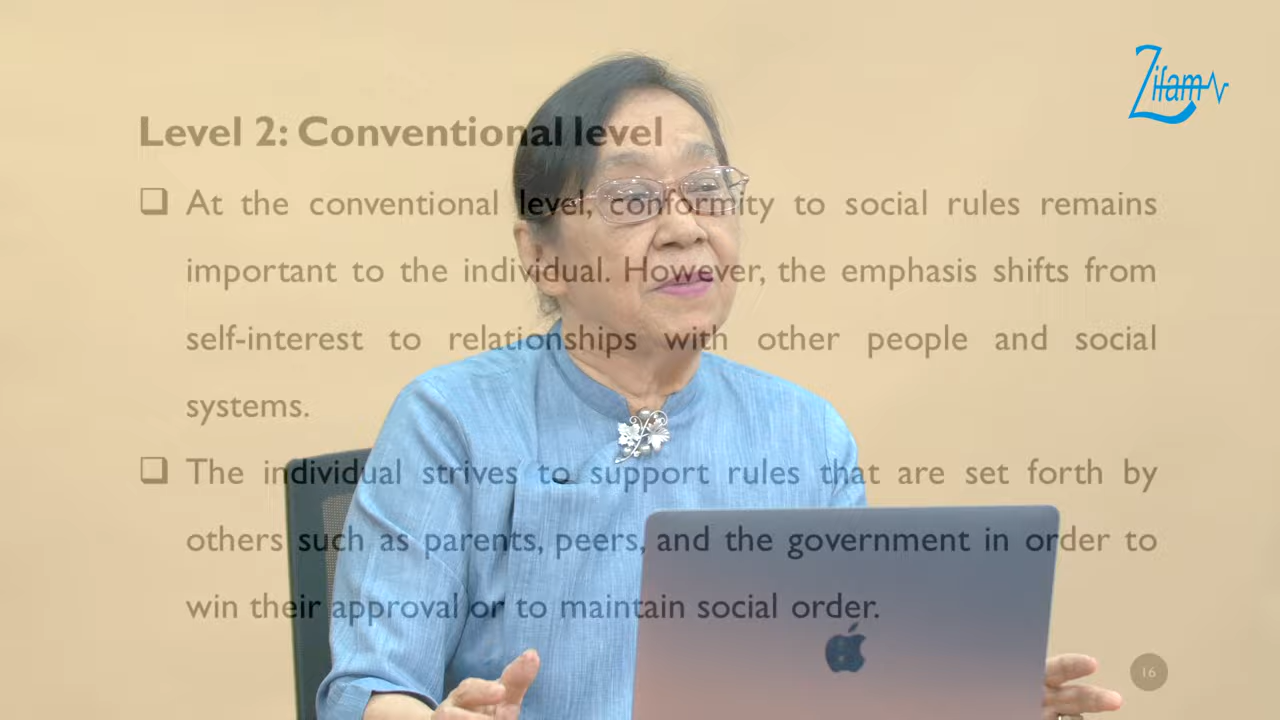 Zifam
Level 2: Conventional level
❑ At the conventional level, conformity to social rules remains
important to the individual. However, the emphasis shifts from
self-interest to relationships with other people and social
systems.
❑ The individual strives to support rules that are set forth by
others such as parents, peers, and the government in order to
win their approval or to maintain social order.
16